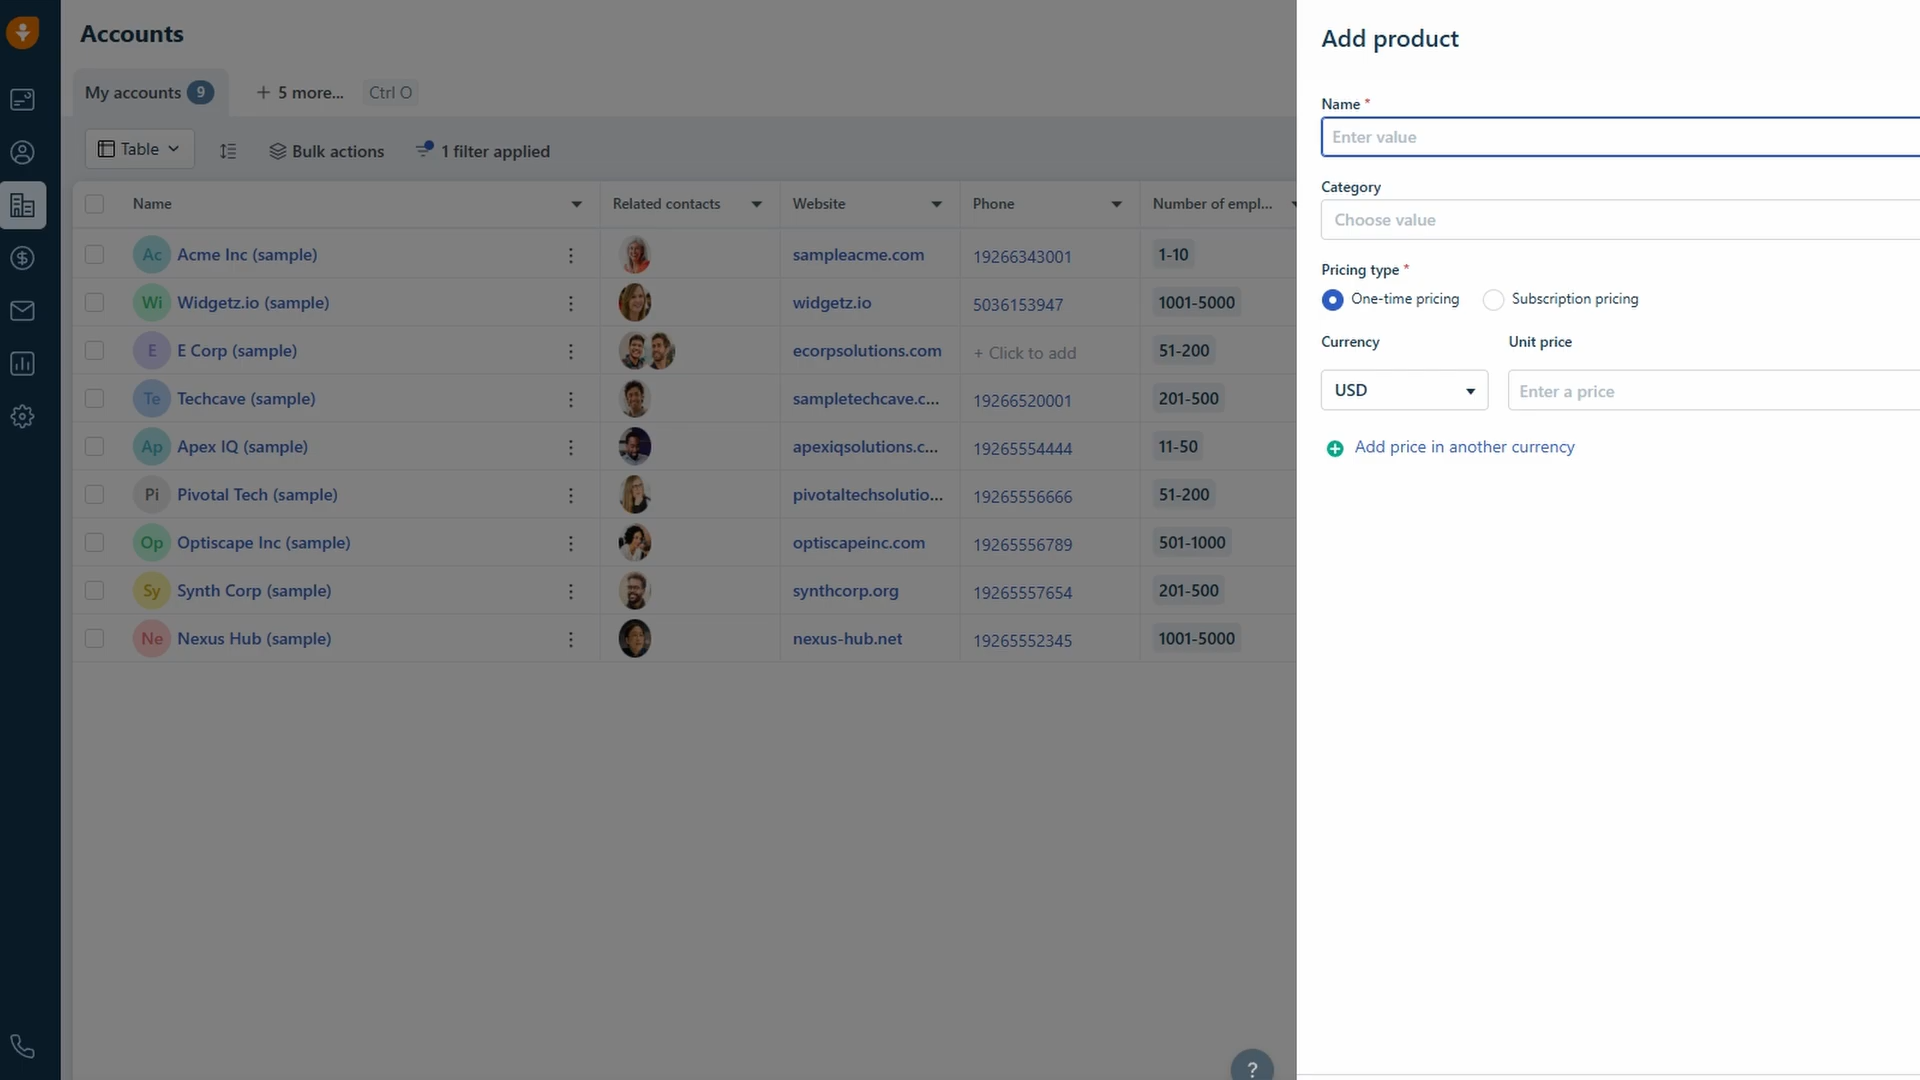 Accounts
My accounts 9
+ 5 more... Ctrl O
Table
Bulk actions
1 filter applied
Name Related contacts Website Phone Number of empl...
Ac Acme Inc (sample) sampleacme.com 19266343001 1-10
Wi Widgetz.io (sample) widgetz.io 5036153947 1001-5000
E E Corp (sample) ecorpsolutions.com + Click to add 51-200
Te Techcave (sample) sampletechcave.c... 19266520001 201-500
Ap Apex IQ (sample) apexiqsolutions.c... 19265554444 11-50
Pi Pivotal Tech (sample) pivotaltechsolutio... 19265556666 51-200
Op Optiscape Inc (sample) optiscapeinc.com 19265556789 501-1000
Sy Synth Corp (sample) synthcorp.org 19265557654 201-500
Ne Nexus Hub (sample) nexus-hub.net 19265552345 1001-5000
?
Add product
Name *
Enter value
Category
Choose value
Pricing type *
One-time pricing Subscription pricing
Currency Unit price
USD Enter a price
Add price in another currency